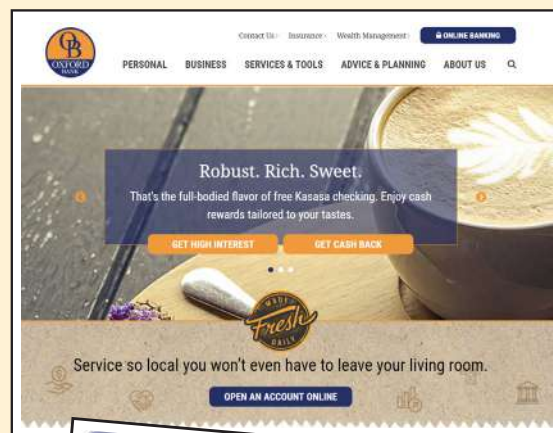 OB
OXFORD
BANK
Contact Us
Insurance
Wealth Management
ONLINE BANKING
PERSONAL BUSINESS SERVICES & TOOLS ADVICE & PLANNING ABOUT US
Robust. Rich. Sweet.
That's the full-bodied flavor of free Kasasa checking. Enjoy cash
rewards tailored to your tastes.
GET HIGH INTEREST GET CASH BACK
MADE
Fresh
DAILY
Service so local you won't even have to leave your living room.
OPEN AN ACCOUNT ONLINE